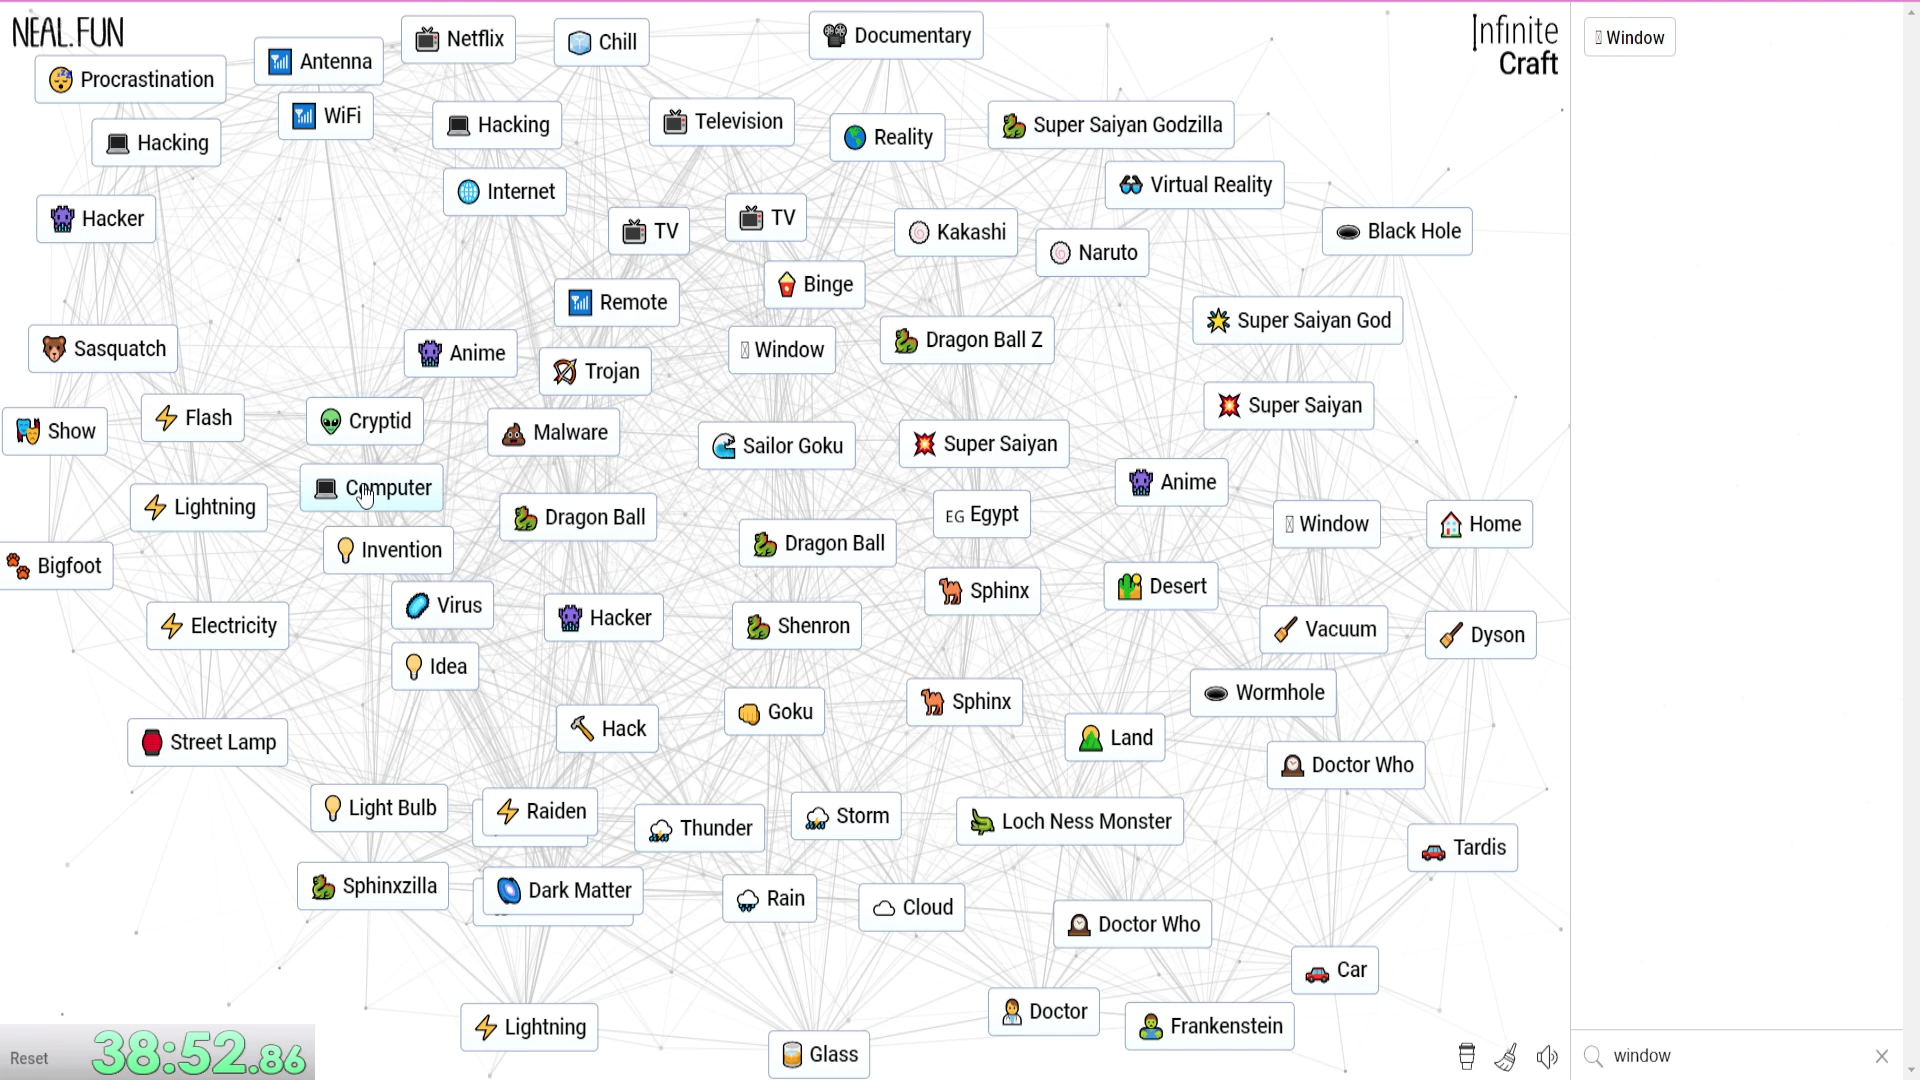 NEAL.FUN
Infinite
Craft
Window
Netflix
Chill
Documentary
Antenna
Procrastination
WiFi
Hacking
Television
Reality
Super Saiyan Godzilla
Hacking
Internet
Virtual Reality
Hacker
TV
TV
Kakashi
Naruto
Black Hole
Binge
Remote
Super Saiyan God
Sasquatch
Anime
Trojan
Window
Dragon Ball Z
Show
Flash
Cryptid
Malware
Sailor Goku
Super Saiyan
Super Saiyan
Computer
Lightning
Dragon Ball
Anime
EG Egypt
Window
Home
Bigfoot
Invention
Dragon Ball
Sphinx
Desert
Virus
Hacker
Electricity
Shenron
Vacuum
Dyson
Idea
Sphinx
Wormhole
Street Lamp
Hack
Goku
Land
Doctor Who
Light Bulb
Raiden
Thunder
Storm
Loch Ness Monster
Tardis
Sphinxzilla
Dark Matter
Rain
Cloud
Doctor Who
Car
Lightning
Glass
Doctor
Frankenstein
Reset
38:52.86
window